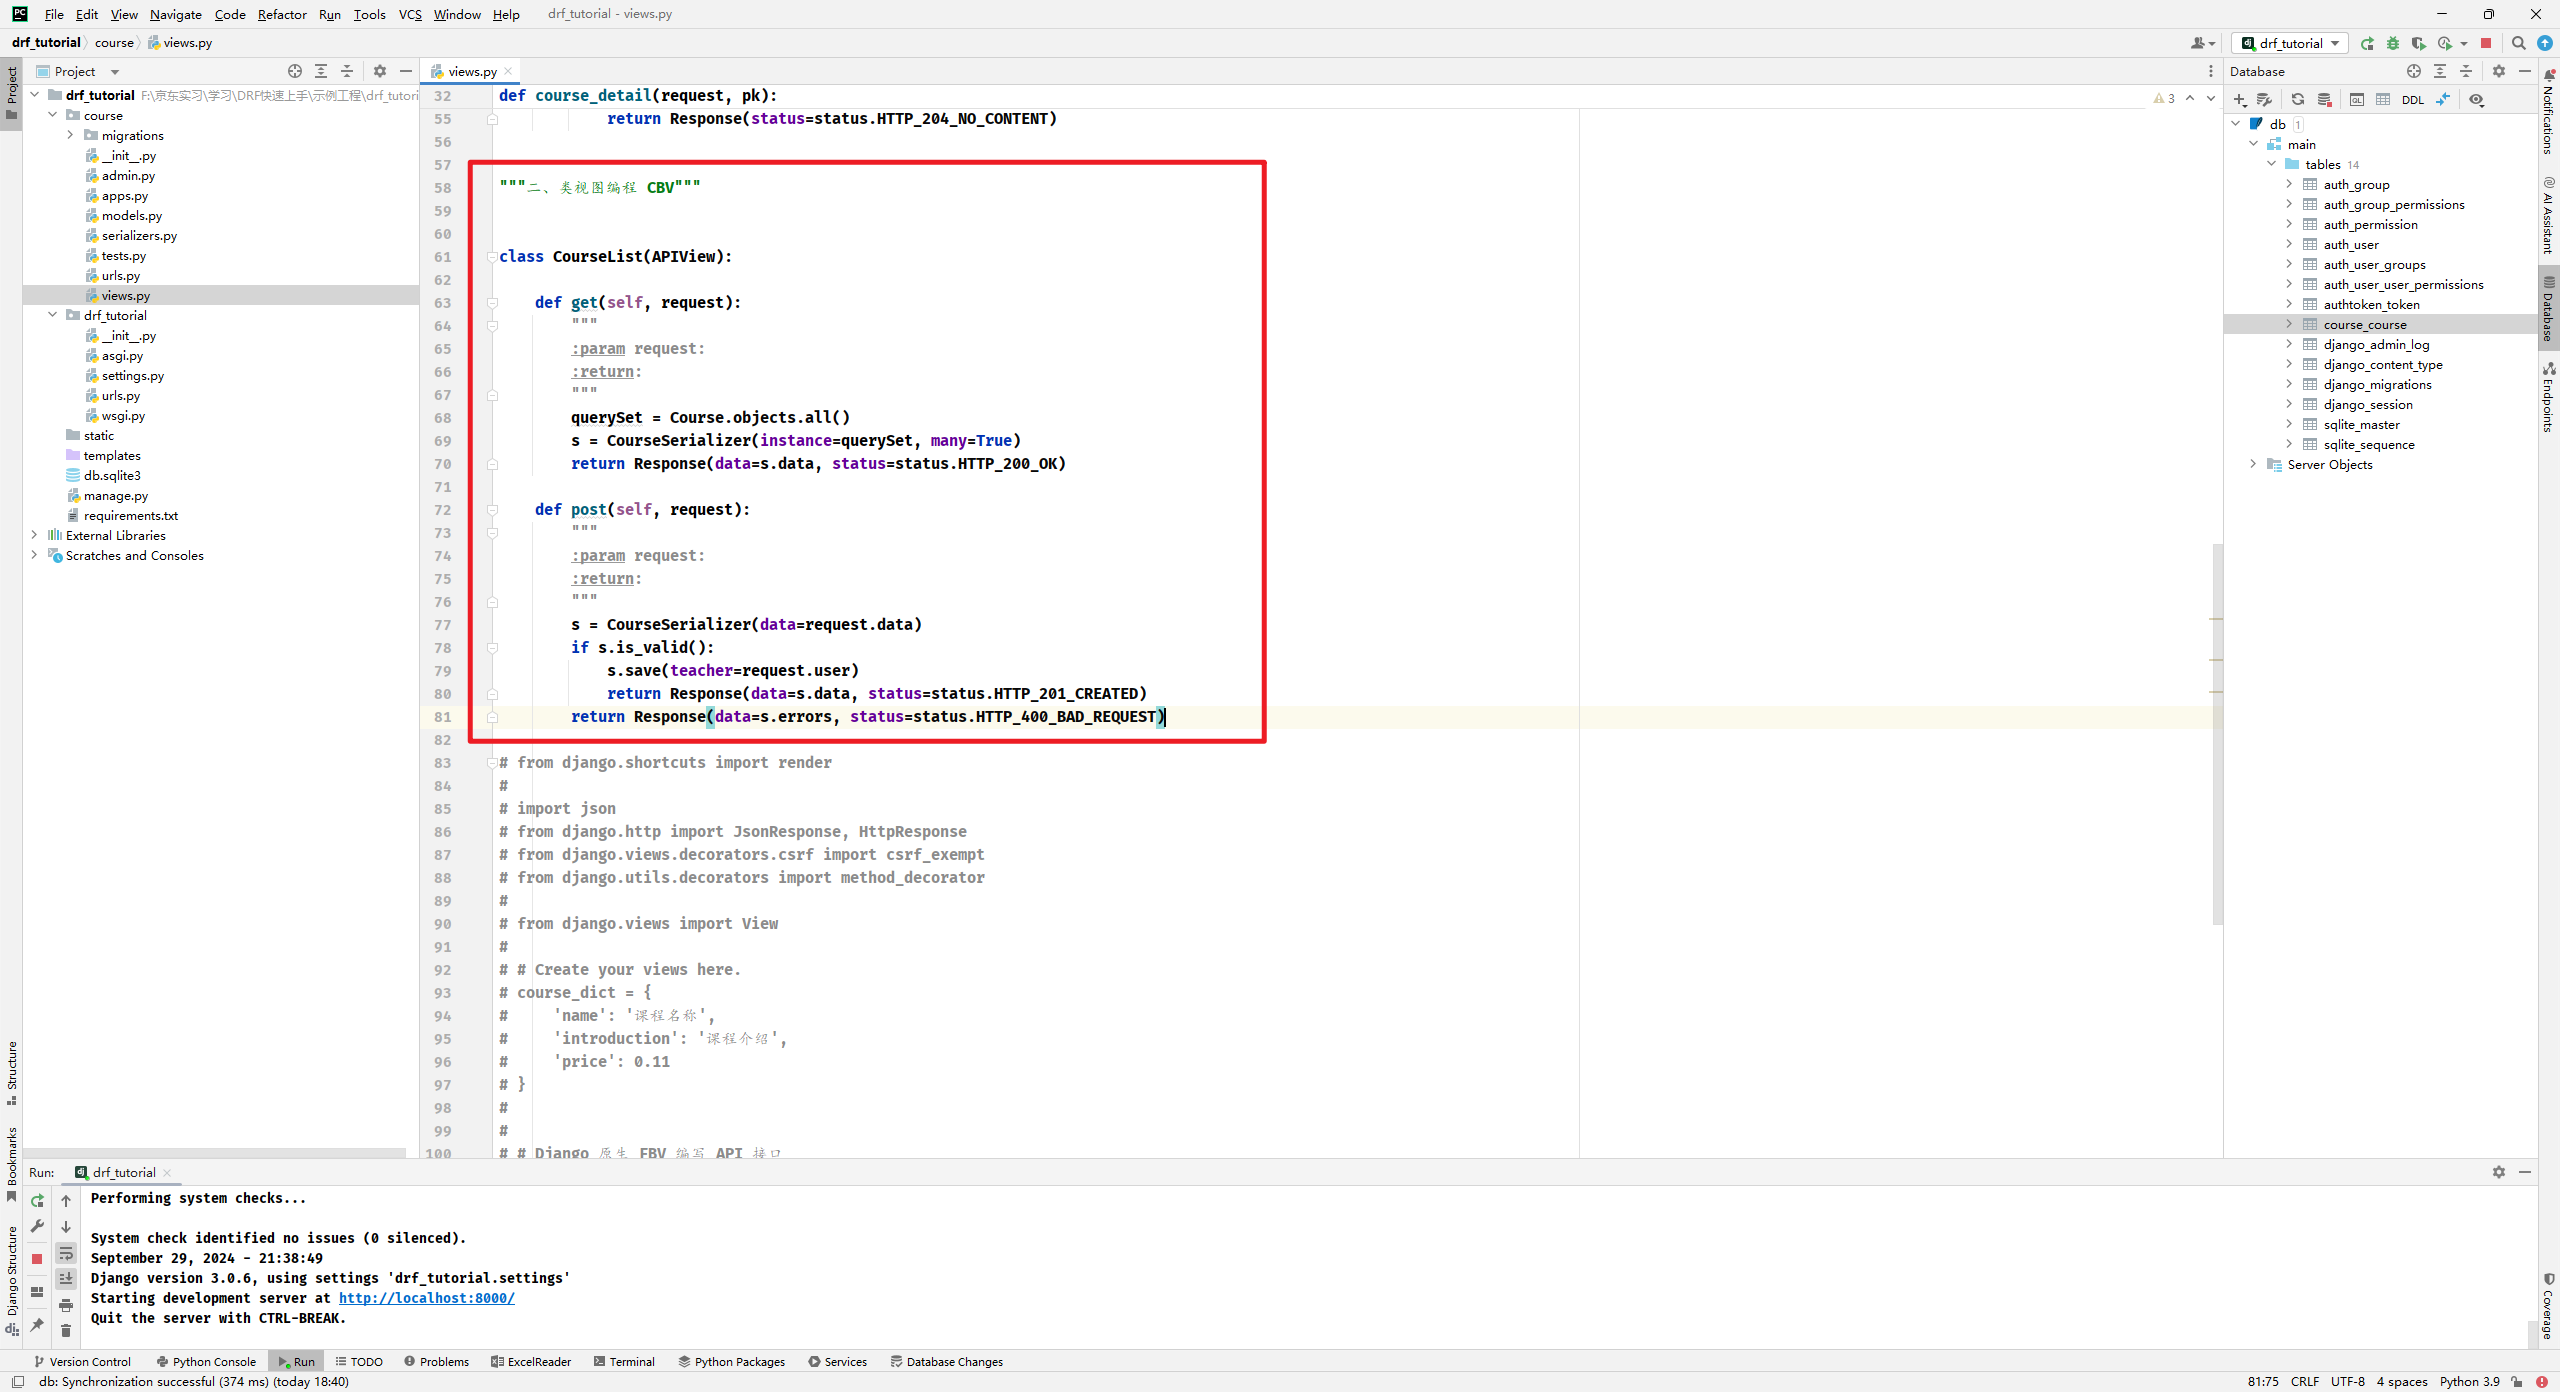 File Edit View Navigate Code Refactor Run Tools VCS Window Help drf_tutorial - views.py
drf_tutorial course views.py
drf_tutorial
Project
views.py
Database
drf_tutorial F:\京东实习\学习\DRF快速上手\示例工程\drf_tutori
course
migrations
__init__.py
admin.py
apps.py
models.py
serializers.py
tests.py
urls.py
views.py
drf_tutorial
__init__.py
asgi.py
settings.py
urls.py
wsgi.py
static
templates
db.sqlite3
manage.py
requirements.txt
External Libraries
Scratches and Consoles
32 def course_detail(request, pk):
3
55 return Response(status=status.HTTP_204_NO_CONTENT)
56
57
58 """二、类视图编程 CBV"""
59
60
61 class CourseList(APIView):
62
63 def get(self, request):
64 """
65 :param request:
66 :return:
67 """
68 querySet = Course.objects.all()
69 s = CourseSerializer(instance=querySet, many=True)
70 return Response(data=s.data, status=status.HTTP_200_OK)
71
72 def post(self, request):
73 """
74 :param request:
75 :return:
76 """
77 s = CourseSerializer(data=request.data)
78 if s.is_valid():
79 s.save(teacher=request.user)
80 return Response(data=s.data, status=status.HTTP_201_CREATED)
81 return Response(data=s.errors, status=status.HTTP_400_BAD_REQUEST)
82
83 # from django.shortcuts import render
84 #
85 # import json
86 # from django.http import JsonResponse, HttpResponse
87 # from django.views.decorators.csrf import csrf_exempt
88 # from django.utils.decorators import method_decorator
89 #
90 # from django.views import View
91 #
92 # # Create your views here.
93 # course_dict = {
94 # 'name': '课程名称',
95 # 'introduction': '课程介绍',
96 # 'price': 0.11
97 # }
98 #
99 #
100 # # Django 原生 FBV 编写 API 接口
DDL
db 1
main
tables 14
auth_group
auth_group_permissions
auth_permission
auth_user
auth_user_groups
auth_user_user_permissions
authtoken_token
course_course
django_admin_log
django_content_type
django_migrations
django_session
sqlite_master
sqlite_sequence
Server Objects
Project
Structure
Bookmarks
Django Structure
Notifications
AI Assistant
Database
Endpoints
Coverage
Run: drf_tutorial
Performing system checks...
System check identified no issues (0 silenced).
September 29, 2024 - 21:38:49
Django version 3.0.6, using settings 'drf_tutorial.settings'
Starting development server at http://localhost:8000/
Quit the server with CTRL-BREAK.
Version Control Python Console Run TODO Problems ExcelReader Terminal Python Packages Services Database Changes
db: Synchronization successful (374 ms) (today 18:40) 81:75 CRLF UTF-8 4 spaces Python 3.9